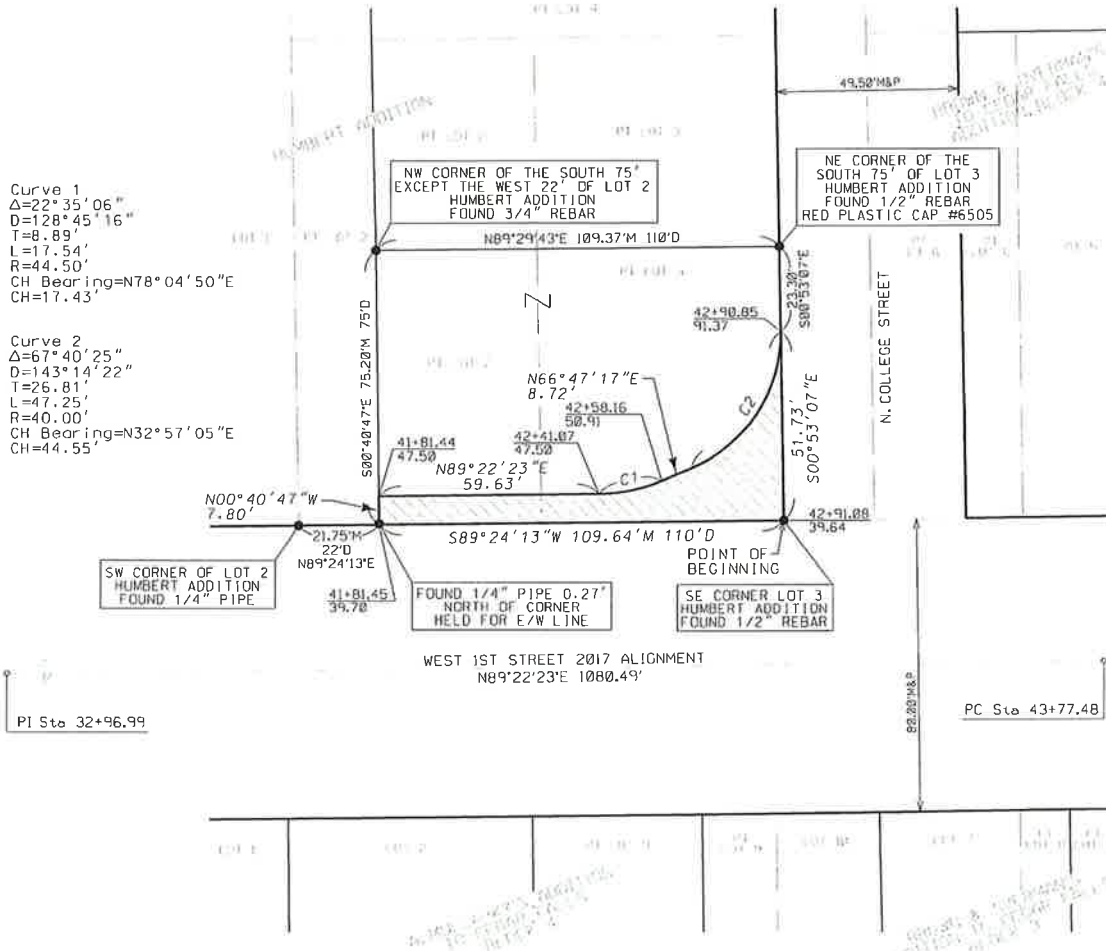 49.50'M&P
HUMBERT ADDITION
NW CORNER OF THE SOUTH 75'
EXCEPT THE WEST 22' OF LOT 2
HUMBERT ADDITION
FOUND 3/4" REBAR
NE CORNER OF THE
SOUTH 75' OF LOT 3
HUMBERT ADDITION
FOUND 1/2" REBAR
RED PLASTIC CAP #6505
Curve 1
Δ=22°35'06"
D=128°45'16"
T=8.89'
L=17.54'
R=44.50'
CH Bearing=N78°04'50"E
CH=17.43'
Curve 2
Δ=67°40'25"
D=143°14'22"
T=26.81'
L=47.25'
R=40.00'
CH Bearing=N32°57'05"E
CH=44.55'
N89°29'43"E 109.37'M 110'D
S00°40'47"E 75.20'M 75'D
23.30'
S00°53'07"E
42+90.85
91.37
N66°47'17"E
8.72'
42+58.16
50.91
42+41.07
47.50
41+81.44
47.50
N89°22'23"E
59.63'
C1
C2
51.73'
S00°53'07"E
N. COLLEGE STREET
N00°40'47"W
7.80'
21.75'M
22'D
N89°24'13"E
S89°24'13"W 109.64'M 110'D
42+91.08
39.64
POINT OF
BEGINNING
SW CORNER OF LOT 2
HUMBERT ADDITION
FOUND 1/4" PIPE
41+81.45
39.70
FOUND 1/4" PIPE 0.27'
NORTH OF CORNER
HELD FOR E/W LINE
SE CORNER LOT 3
HUMBERT ADDITION
FOUND 1/2" REBAR
WEST 1ST STREET 2017 ALIGNMENT
N89°22'23"E 1080.49'
PI Sta 32+96.99
PC Sta 43+77.48
80.00'M&P